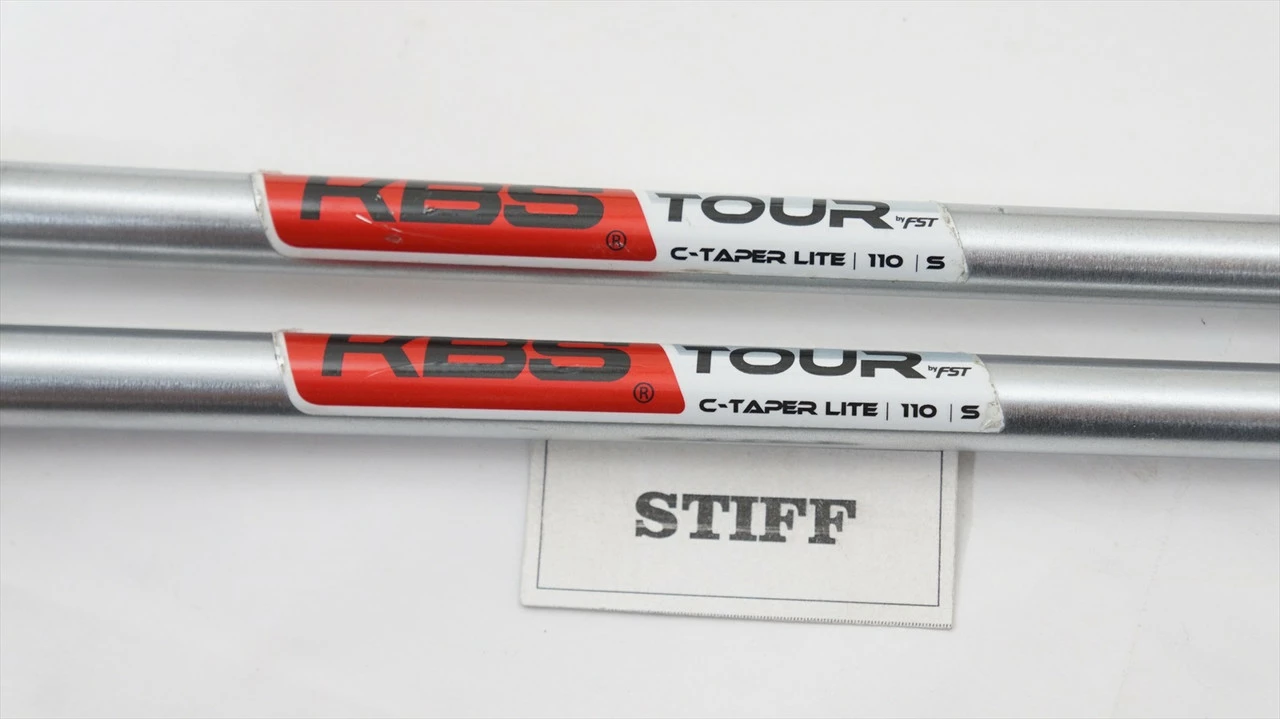 KBS TOUR by FST
® C-TAPER LITE | 110 | S
KBS TOUR by FST
® C-TAPER LITE | 110 | S
STIFF